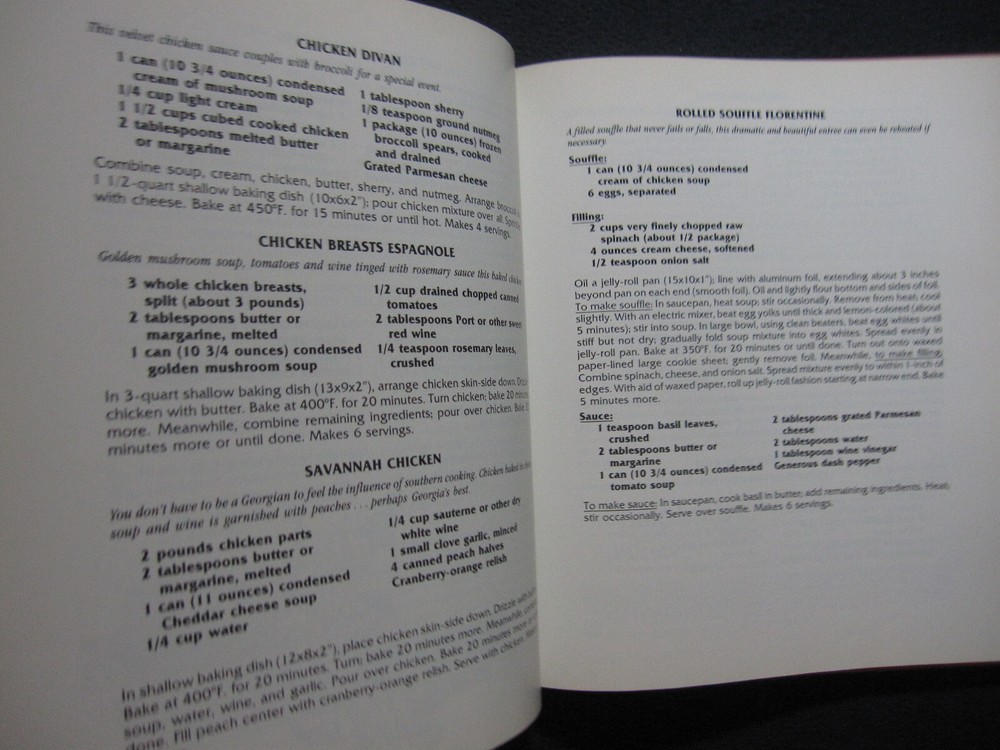 CHICKEN DIVAN
This velvet chicken sauce couples with broccoli for a special event.
1 can (10 3/4 ounces) condensed
cream of mushroom soup
1/4 cup light cream
1 1/2 cups cubed cooked chicken
2 tablespoons melted butter
or margarine
1 tablespoon sherry
1/8 teaspoon ground nutmeg
1 package (10 ounces) frozen
broccoli spears, cooked
and drained
Grated Parmesan cheese
Combine soup, cream, chicken, butter, sherry, and nutmeg. Arrange broccoli
1 1/2-quart shallow baking dish (10x6x2"); pour chicken mixture over all.
with cheese. Bake at 450°F. for 15 minutes or until hot. Makes 4 servings.
CHICKEN BREASTS ESPAGNOLE
Golden mushroom soup, tomatoes and wine tinged with rosemary sauce this baked
3 whole chicken breasts,
split (about 3 pounds)
2 tablespoons butter or
margarine, melted
1 can (10 3/4 ounces) condensed
golden mushroom soup
1/2 cup drained chopped canned
tomatoes
2 tablespoons Port or other sweet
red wine
1/4 teaspoon rosemary leaves,
crushed
In 3-quart shallow baking dish (13x9x2"), arrange chicken skin-side down.
chicken with butter. Bake at 400°F. for 20 minutes. Turn chicken; bake 20
more. Meanwhile, combine remaining ingredients; pour over chicken. Bake
minutes more or until done. Makes 6 servings.
SAVANNAH CHICKEN
You don't have to be a Georgian to feel the influence of southern cooking. Chicken baked in
soup and wine is garnished with peaches . . . perhaps Georgia's best.
2 pounds chicken parts
2 tablespoons butter or
margarine, melted
1 can (11 ounces) condensed
Cheddar cheese soup
1/4 cup water
1/4 cup sauterne or other dry
white wine
1 small clove garlic, minced
4 canned peach halves
Cranberry-orange relish
In shallow baking dish (12x8x2"), place chicken skin-side down. Drizzle with
Bake at 400°F. for 20 minutes. Turn; bake 20 minutes more. Meanwhile,
soup, water, wine, and garlic. Pour over chicken. Bake 20 minutes more
done. Fill peach center with cranberry-orange relish. Serve with chicken.
ROLLED SOUFFLE FLORENTINE
A filled souffle that never fails or falls, this dramatic and beautiful entree can even be reheated if
necessary
Souffle:
1 can (10 3/4 ounces) condensed
cream of chicken soup
6 eggs, separated
Filling:
2 cups very finely chopped raw
spinach (about 1/2 package)
4 ounces cream cheese, softened
1/2 teaspoon onion salt
Oil a jelly-roll pan (15x10x1"); line with aluminum foil, extending about 3 inches
beyond pan on each end (smooth foil). Oil and lightly flour bottom and sides of foil.
To make souffle: In saucepan, heat soup; stir occasionally. Remove from heat; cool
slightly. With an electric mixer, beat egg yolks until thick and lemon-colored (about
5 minutes); stir into soup. In large bowl, using clean beaters, beat egg whites until
stiff but not dry; gradually fold soup mixture into egg whites. Spread evenly in
jelly-roll pan. Bake at 350°F. for 20 minutes or until done. Turn out onto waxed
paper-lined large cookie sheet; gently remove foil. Meanwhile, to make filling:
Combine spinach, cheese, and onion salt. Spread mixture evenly to within 1-inch of
edges. With aid of waxed paper, roll up jelly-roll fashion starting at narrow end. Bake
5 minutes more.
Sauce:
1 teaspoon basil leaves,
crushed
2 tablespoons butter or
margarine
1 can (10 3/4 ounces) condensed
tomato soup
2 tablespoons grated Parmesan
cheese
2 tablespoons water
1 tablespoon wine vinegar
Generous dash pepper
To make sauce: In saucepan, cook basil in butter; add remaining ingredients. Heat;
stir occasionally. Serve over souffle. Makes 6 servings.